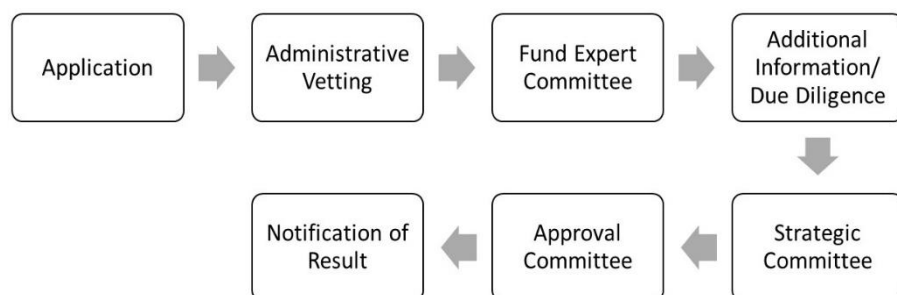 Application
Administrative
Vetting
Fund Expert
Committee
Additional
Information/
Due Diligence
Strategic
Committee
Approval
Committee
Notification of
Result